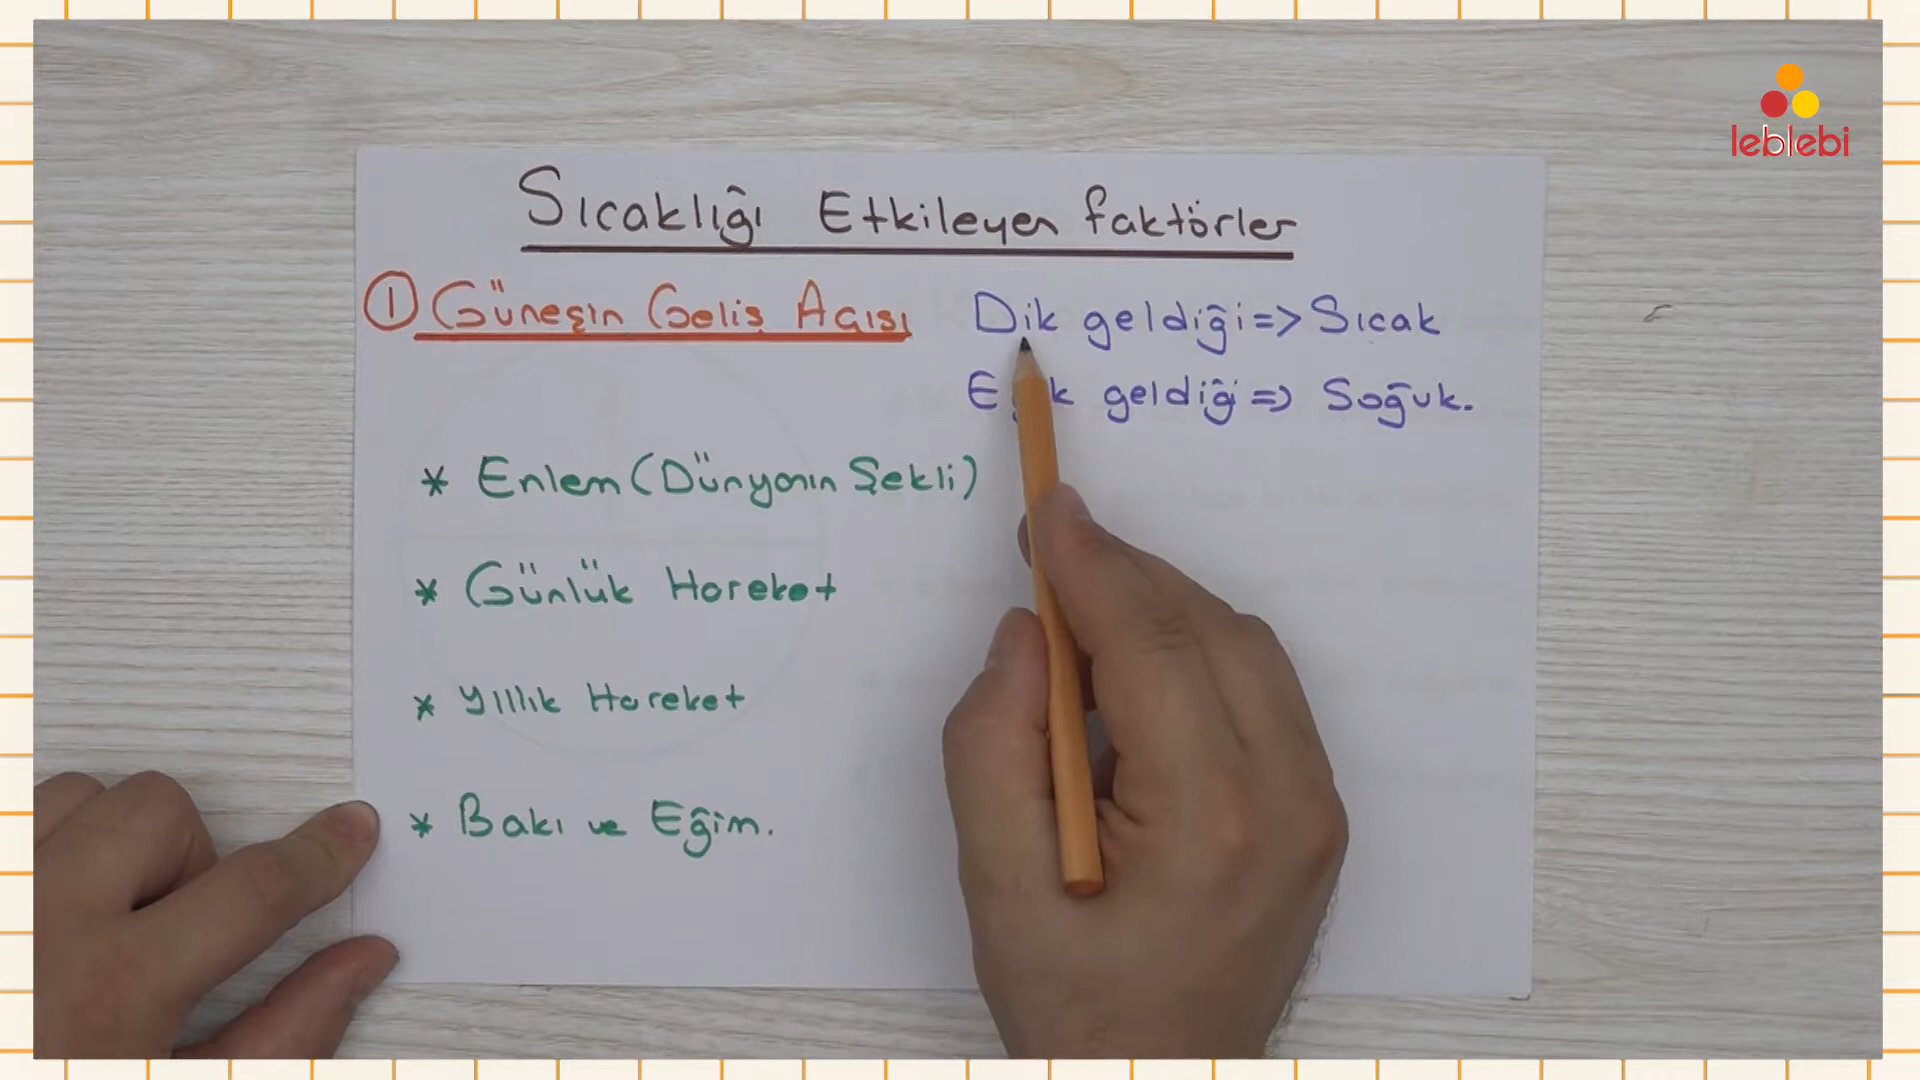 leblebi
Sıcaklığı Etkileyen faktörler
① Güneşin Geliş Açısı
Dik geldiği => Sıcak
geldiği => Soğuk.
* Enlem (Dünyanın Şekli)
* Günlük Hareket
* Yıllık Hareket
* Bakı ve Eğim.